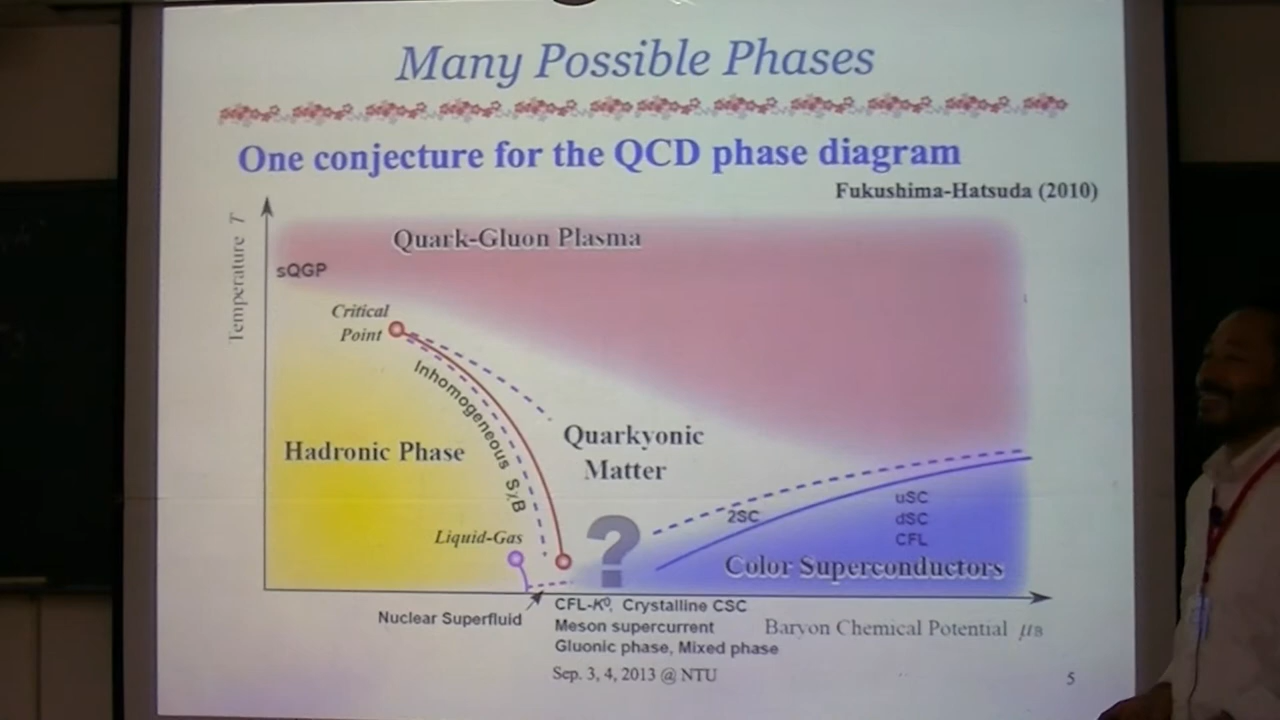 Many Possible Phases
One conjecture for the QCD phase diagram
Fukushima-Hatsuda (2010)
Temperature T
Quark-Gluon Plasma
sQGP
Critical
Point
Inhomogeneous SχB
Hadronic Phase
Quarkyonic
Matter
Liquid-Gas
?
2SC
uSC
dSC
CFL
Color Superconductors
Nuclear Superfluid
CFL-K⁰, Crystalline CSC
Meson supercurrent
Gluonic phase, Mixed phase
Baryon Chemical Potential μB
Sep. 3, 4, 2013 @ NTU
5